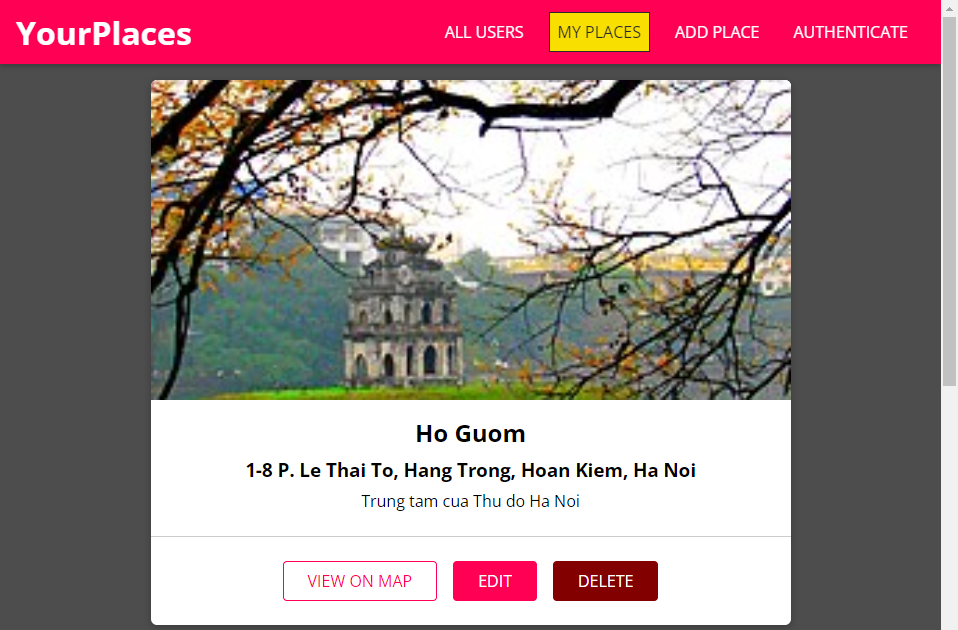 YourPlaces
ALL USERS MY PLACES ADD PLACE AUTHENTICATE
Ho Guom
1-8 P. Le Thai To, Hang Trong, Hoan Kiem, Ha Noi
Trung tam cua Thu do Ha Noi
VIEW ON MAP EDIT DELETE